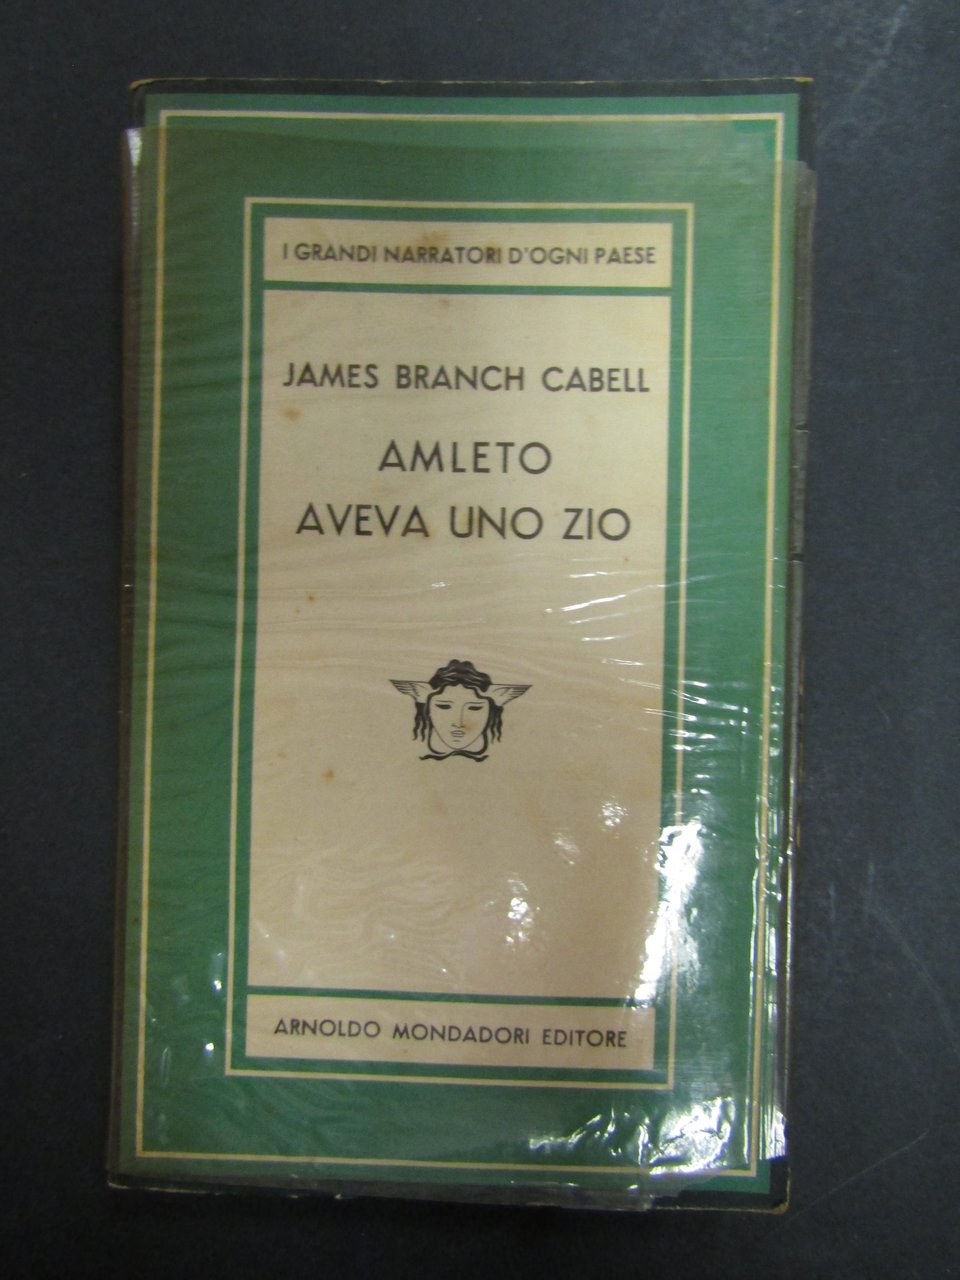 I GRANDI NARRATORI D'OGNI PAESE
JAMES BRANCH CABELL
AMLETO
AVEVA UNO ZIO
ARNOLDO MONDADORI EDITORE